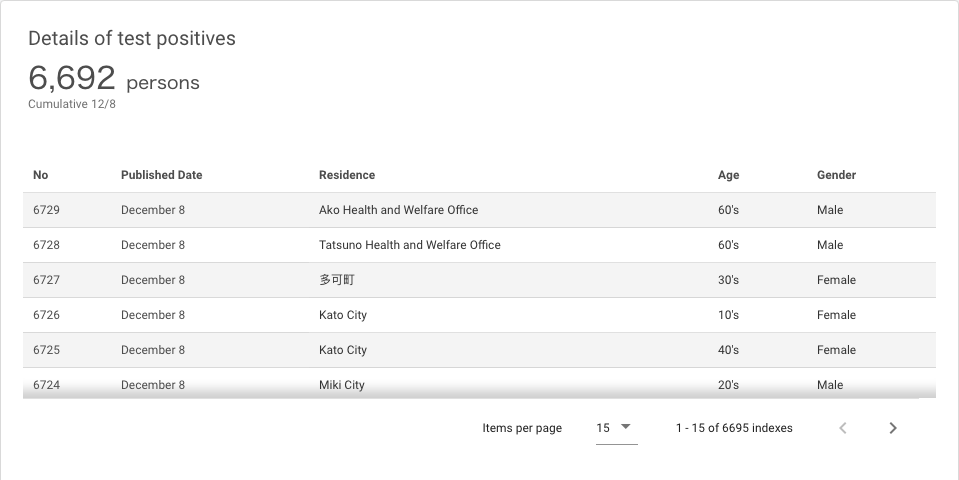 Details of test positives
6,692 persons
Cumulative 12/8
No Published Date Residence Age Gender
6729 December 8 Ako Health and Welfare Office 60's Male
6728 December 8 Tatsuno Health and Welfare Office 60's Male
6727 December 8 多可町 30's Female
6726 December 8 Kato City 10's Female
6725 December 8 Kato City 40's Female
6724 December 8 Miki City 20's Male
Items per page 15 1 - 15 of 6695 indexes